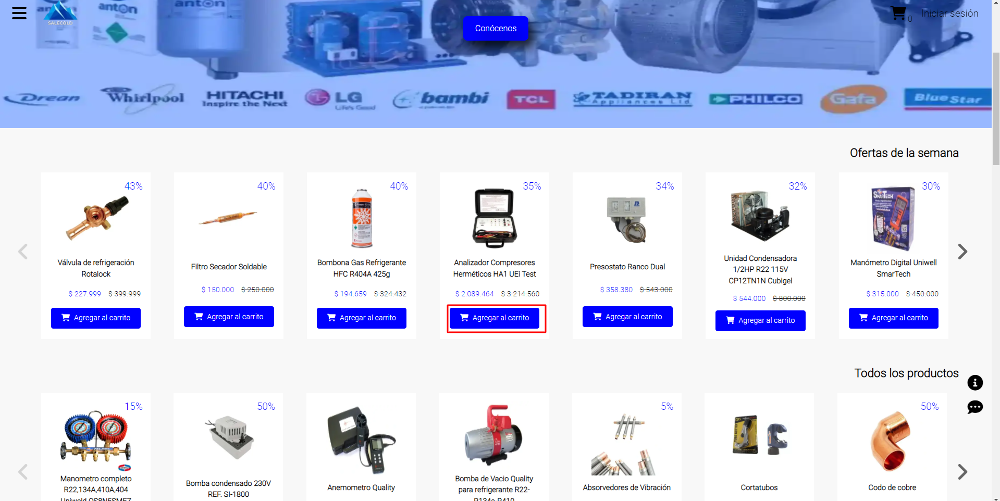 anton
anton
anton
SALECOLD
Conócenos
0
Iniciar sesión
Drean
Whirlpool
HITACHI
Inspire the Next
LG
Life's Good
bambi
TCL
TADIRAN
Appliances Ltd.
PHILCO
Gafa
Blue Star
Ofertas de la semana
43%
Válvula de refrigeración
Rotalock
$ 227.999 $ 399.999
Agregar al carrito
40%
Filtro Secador Soldable
$ 150.000 $ 250.000
Agregar al carrito
40%
Bombona Gas Refrigerante
HFC R404A 425g
$ 194.659 $ 324.432
Agregar al carrito
35%
Analizador Compresores
Herméticos HA1 UEi Test
$ 2.089.464 $ 3.214.560
Agregar al carrito
34%
Presostato Ranco Dual
$ 358.380 $ 543.000
Agregar al carrito
32%
Unidad Condensadora
1/2HP R22 115V
CP12TN1N Cubigel
$ 544.000 $ 800.000
Agregar al carrito
30%
SMARTECH
Manómetro Digital Uniwell
SmarTech
$ 315.000 $ 450.000
Agregar al carrito
Todos los productos
15%
Manometro completo
R22,134A,410A,404
Uniweld QS8N5SMEZ
50%
Bomba condesado 230V
REF. SI-1800
Anemometro Quality
Bomba de Vacio Quality
para refrigerante R22-
R134a-R410
5%
Absorvedores de Vibración
Cortatubos
50%
Codo de cobre